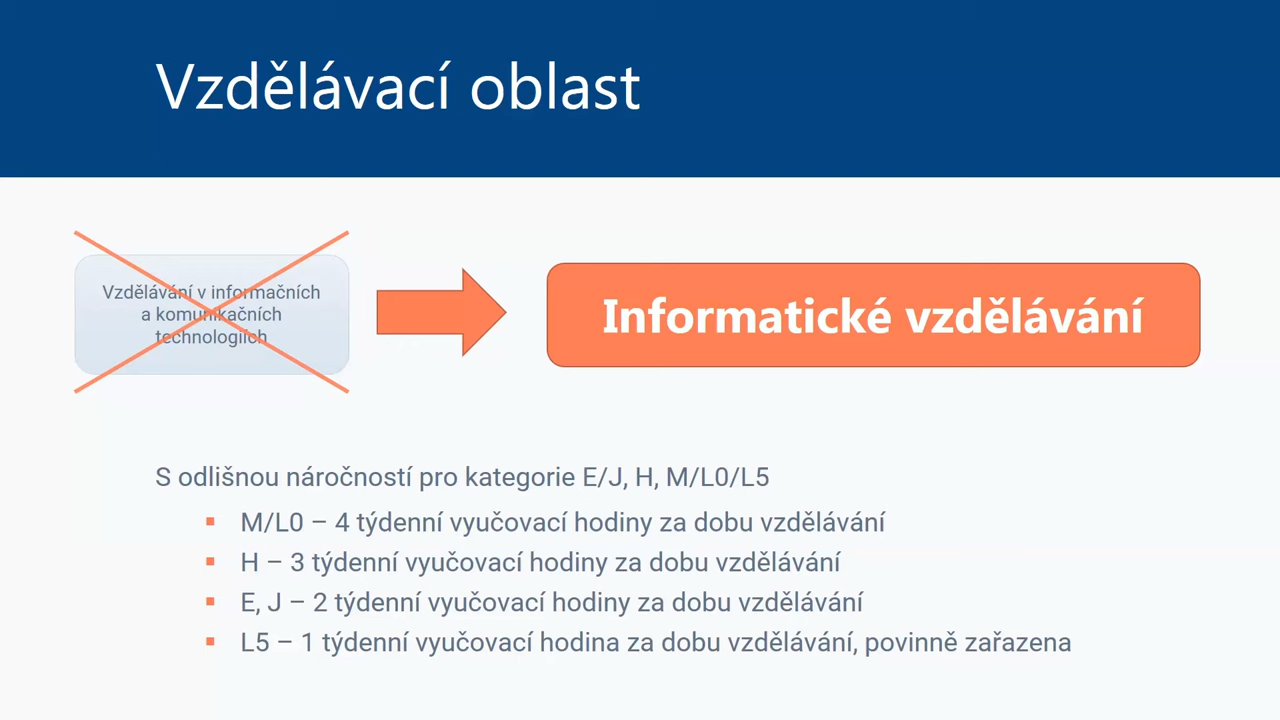 Vzdělávací oblast
Vzdělávání v informačních
a komunikačních
technologiích
Informatické vzdělávání
S odlišnou náročností pro kategorie E/J, H, M/L0/L5
▪ M/L0 – 4 týdenní vyučovací hodiny za dobu vzdělávání
▪ H – 3 týdenní vyučovací hodiny za dobu vzdělávání
▪ E, J – 2 týdenní vyučovací hodiny za dobu vzdělávání
▪ L5 – 1 týdenní vyučovací hodina za dobu vzdělávání, povinně zařazena